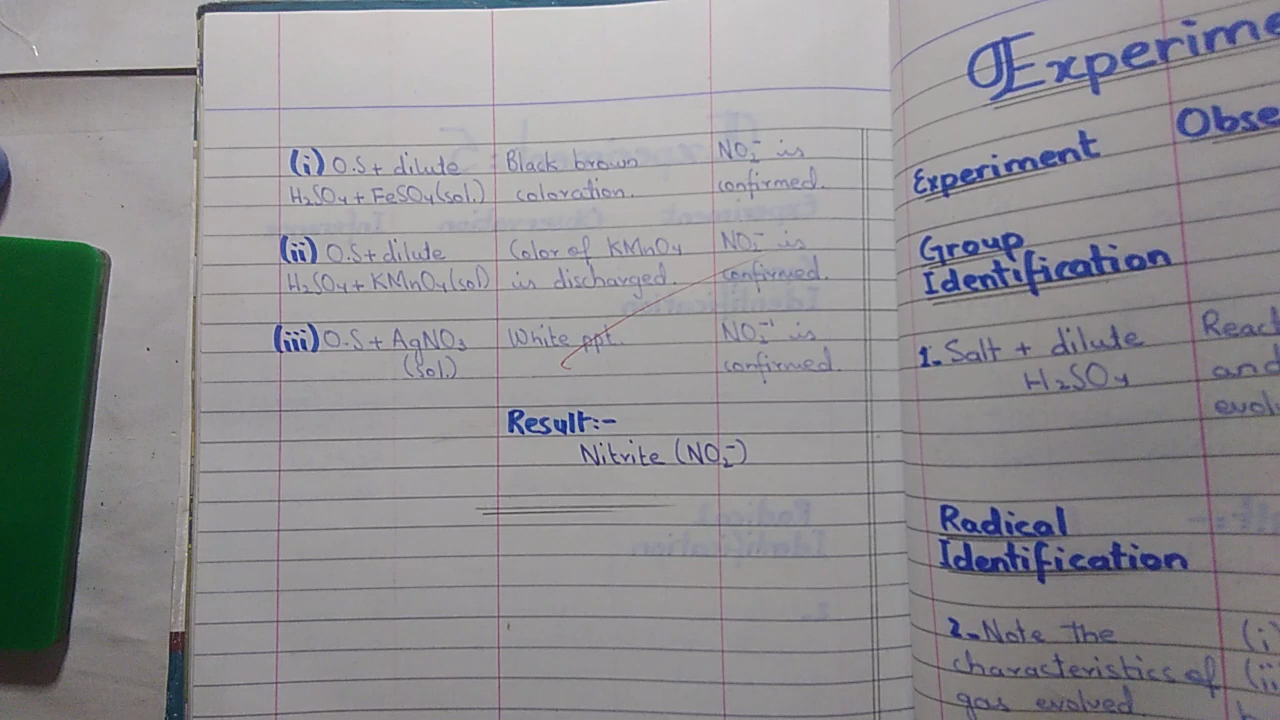 (i) O.S + dilute Black brown NO₂⁻ is
H₂SO₄ + FeSO₄(sol.) coloration. confirmed.
(ii) O.S + dilute Color of KMnO₄ NO₂⁻ is
H₂SO₄ + KMnO₄(sol) is discharged. confirmed.
(iii) O.S + AgNO₃ White ppt. NO₂⁻¹ is
(Sol.) confirmed.
Result:-
Nitrite (NO₂⁻)
Experime
Experiment Obse
Group
Identification
1. Salt + dilute Reac
H₂SO₄ and
evol
Radical
Identification
2. Note the (i)
characteristics of (ii
gas evolved